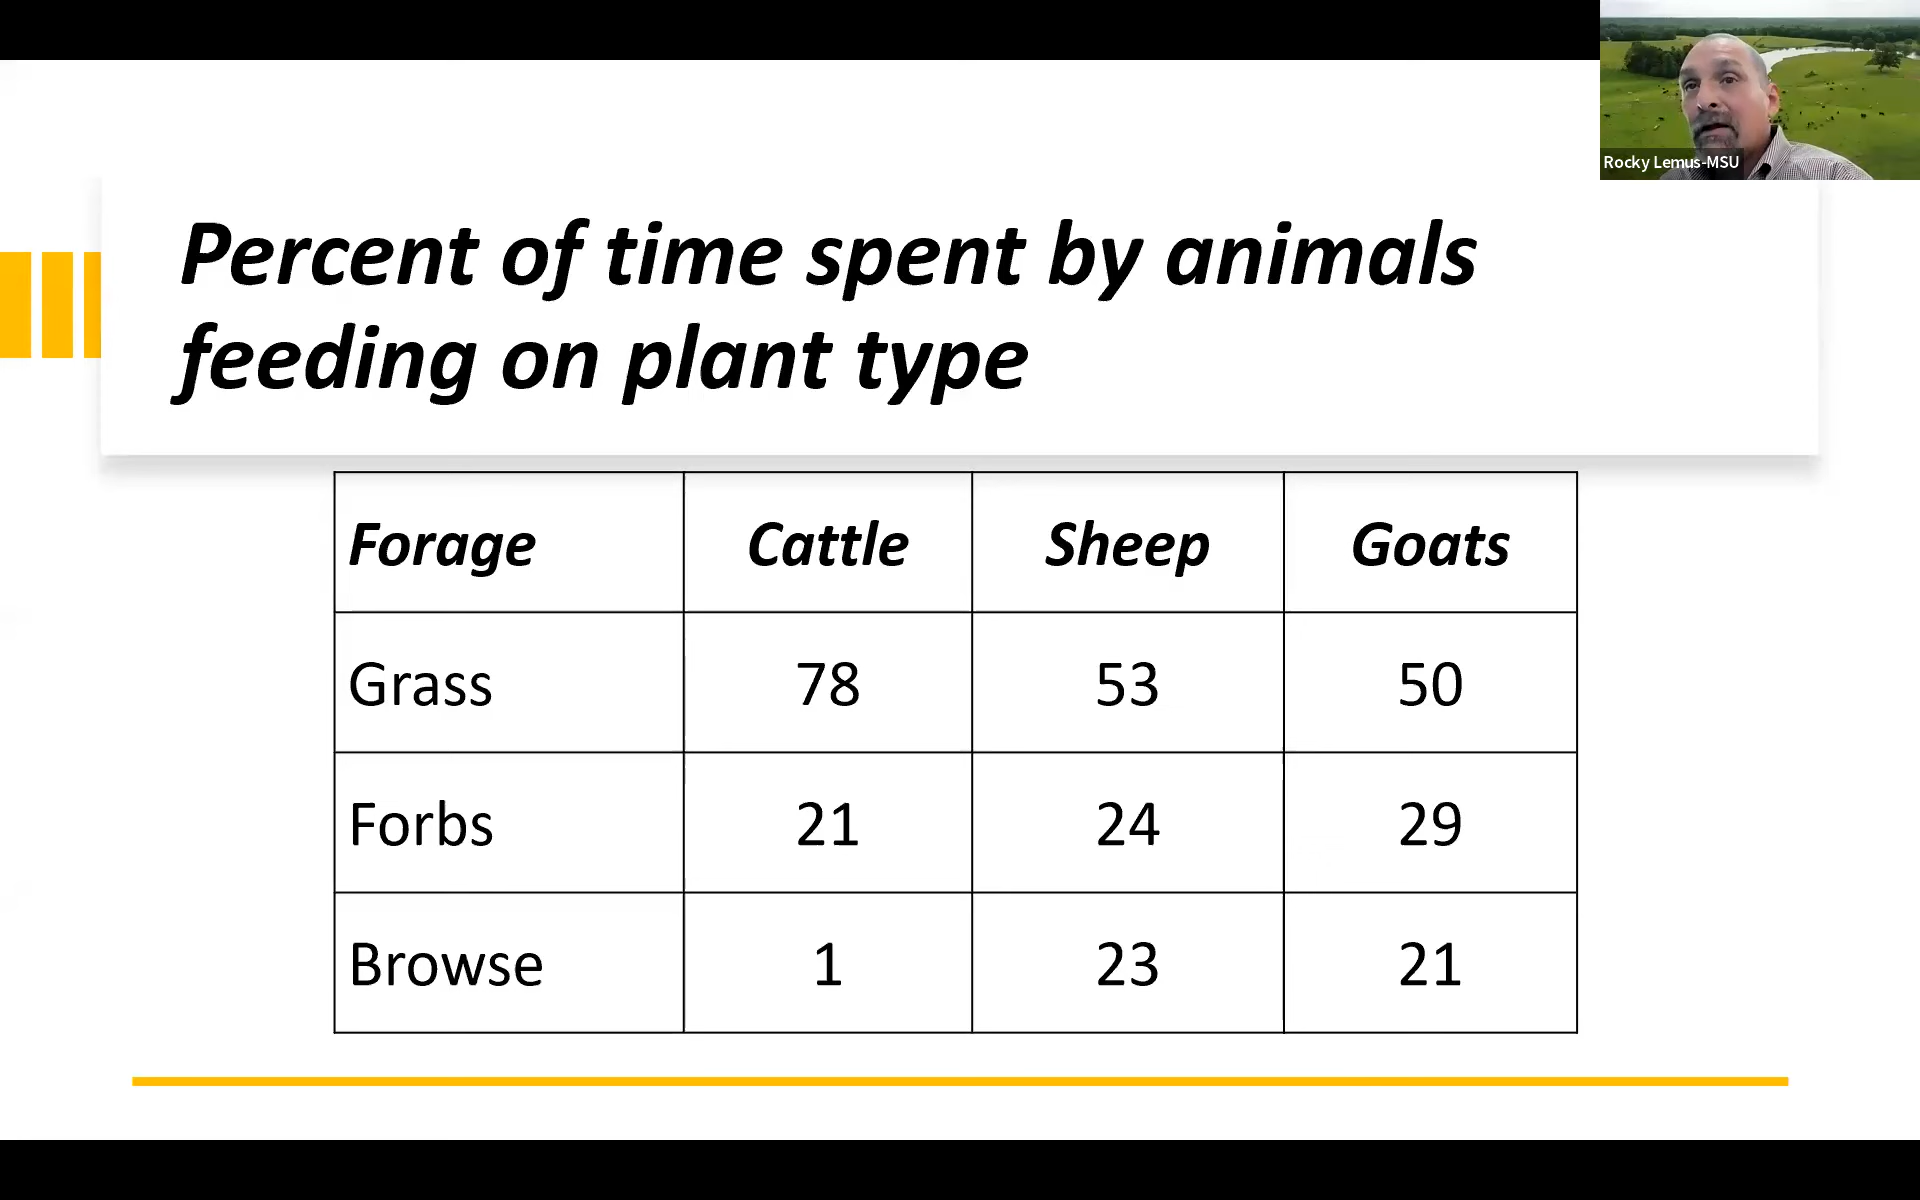 Rocky Lemus-MSU
Percent of time spent by animals
feeding on plant type
Forage Cattle Sheep Goats
Grass 78 53 50
Forbs 21 24 29
Browse 1 23 21